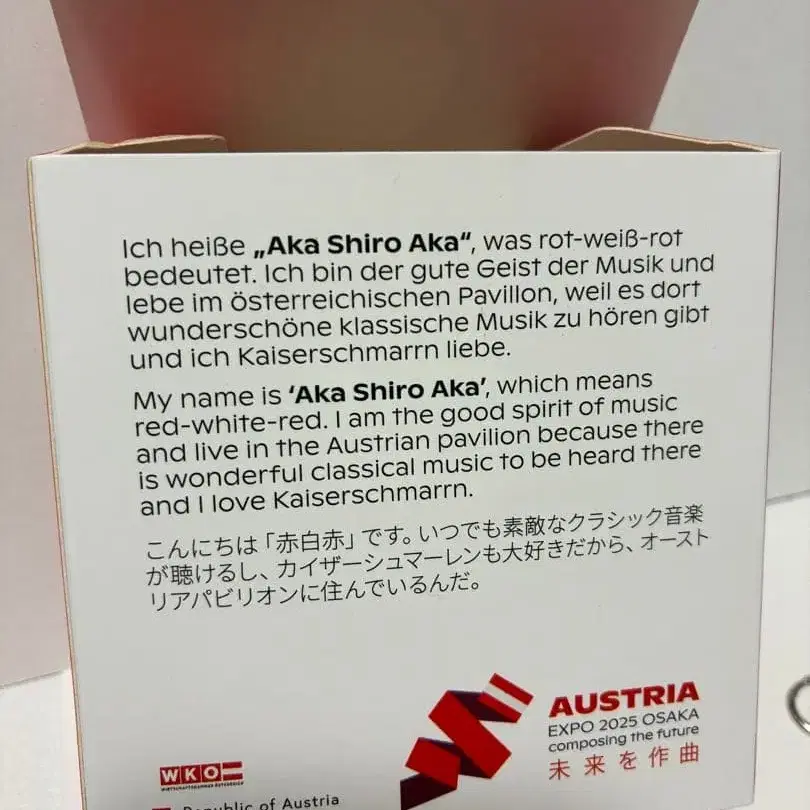 Ich heiße „Aka Shiro Aka“, was rot-weiß-rot
bedeutet. Ich bin der gute Geist der Musik und
lebe im österreichischen Pavillon, weil es dort
wunderschöne klassische Musik zu hören gibt
und ich Kaiserschmarrn liebe.
My name is ‘Aka Shiro Aka’, which means
red-white-red. I am the good spirit of music
and live in the Austrian pavilion because there
is wonderful classical music to be heard there
and I love Kaiserschmarrn.
こんにちは「赤白赤」です。いつでも素敵なクラシック音楽
が聴けるし、カイザーシュマーレンも大好きだから、オースト
リアパビリオンに住んでいるんだ。
AUSTRIA
EXPO 2025 OSAKA
composing the future
未来を作曲
WKO
WIRTSCHAFTSKAMMER ÖSTERREICH
Republic of Austria